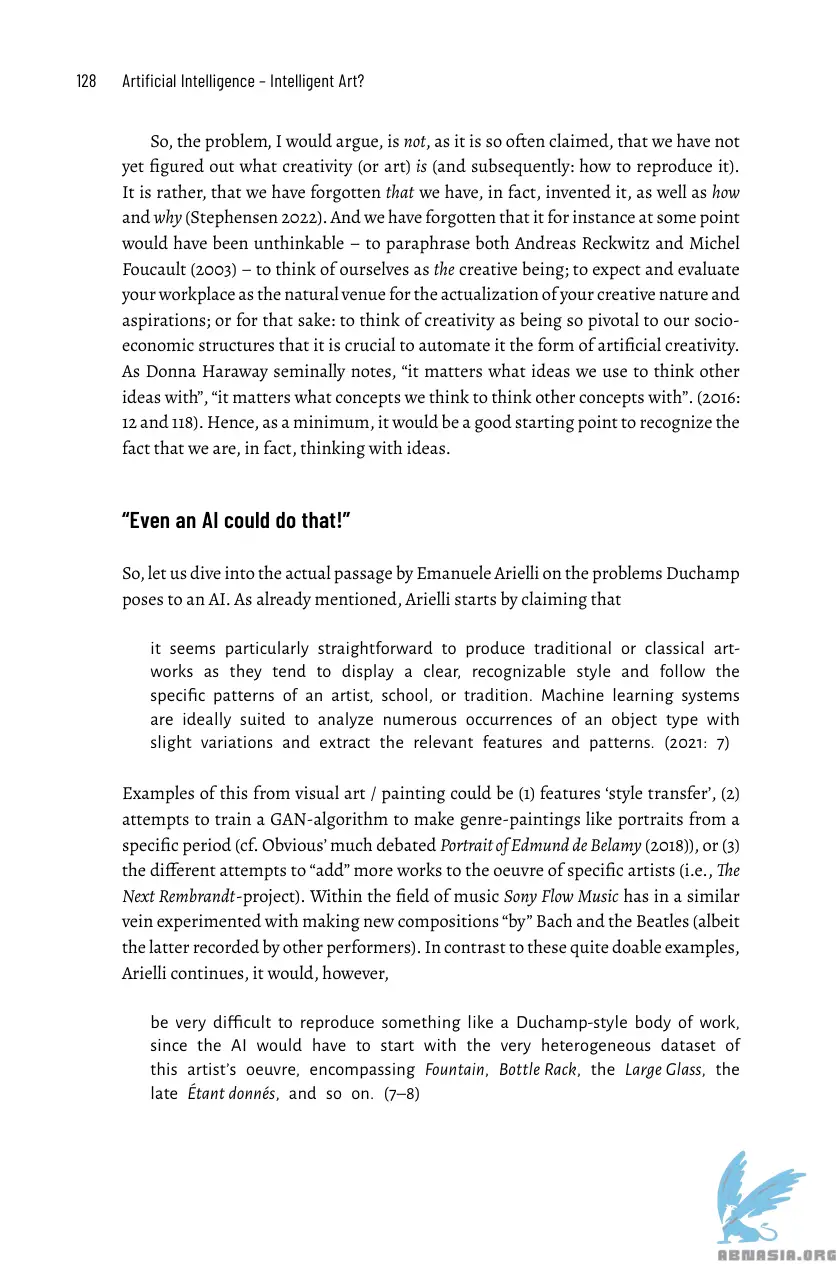 128 Artificial Intelligence – Intelligent Art?
So, the problem, I would argue, is not, as it is so often claimed, that we have not
yet figured out what creativity (or art) is (and subsequently: how to reproduce it).
It is rather, that we have forgotten that we have, in fact, invented it, as well as how
and why (Stephensen 2022). And we have forgotten that it for instance at some point
would have been unthinkable – to paraphrase both Andreas Reckwitz and Michel
Foucault (2003) – to think of ourselves as the creative being; to expect and evaluate
your workplace as the natural venue for the actualization of your creative nature and
aspirations; or for that sake: to think of creativity as being so pivotal to our socio-
economic structures that it is crucial to automate it the form of artificial creativity.
As Donna Haraway seminally notes, “it matters what ideas we use to think other
ideas with”, “it matters what concepts we think to think other concepts with”. (2016:
12 and 118). Hence, as a minimum, it would be a good starting point to recognize the
fact that we are, in fact, thinking with ideas.
“Even an AI could do that!”
So, let us dive into the actual passage by Emanuele Arielli on the problems Duchamp
poses to an AI. As already mentioned, Arielli starts by claiming that
it seems particularly straightforward to produce traditional or classical art-
works as they tend to display a clear, recognizable style and follow the
specific patterns of an artist, school, or tradition. Machine learning systems
are ideally suited to analyze numerous occurrences of an object type with
slight variations and extract the relevant features and patterns. (2021: 7)
Examples of this from visual art / painting could be (1) features ‘style transfer’, (2)
attempts to train a GAN-algorithm to make genre-paintings like portraits from a
specific period (cf. Obvious’ much debated Portrait of Edmund de Belamy (2018)), or (3)
the different attempts to “add” more works to the oeuvre of specific artists (i.e., The
Next Rembrandt-project). Within the field of music Sony Flow Music has in a similar
vein experimented with making new compositions “by” Bach and the Beatles (albeit
the latter recorded by other performers). In contrast to these quite doable examples,
Arielli continues, it would, however,
be very difficult to reproduce something like a Duchamp-style body of work,
since the AI would have to start with the very heterogeneous dataset of
this artist’s oeuvre, encompassing Fountain, Bottle Rack, the Large Glass, the
late Étant donnés, and so on. (7–8)
ABNASIA.ORG